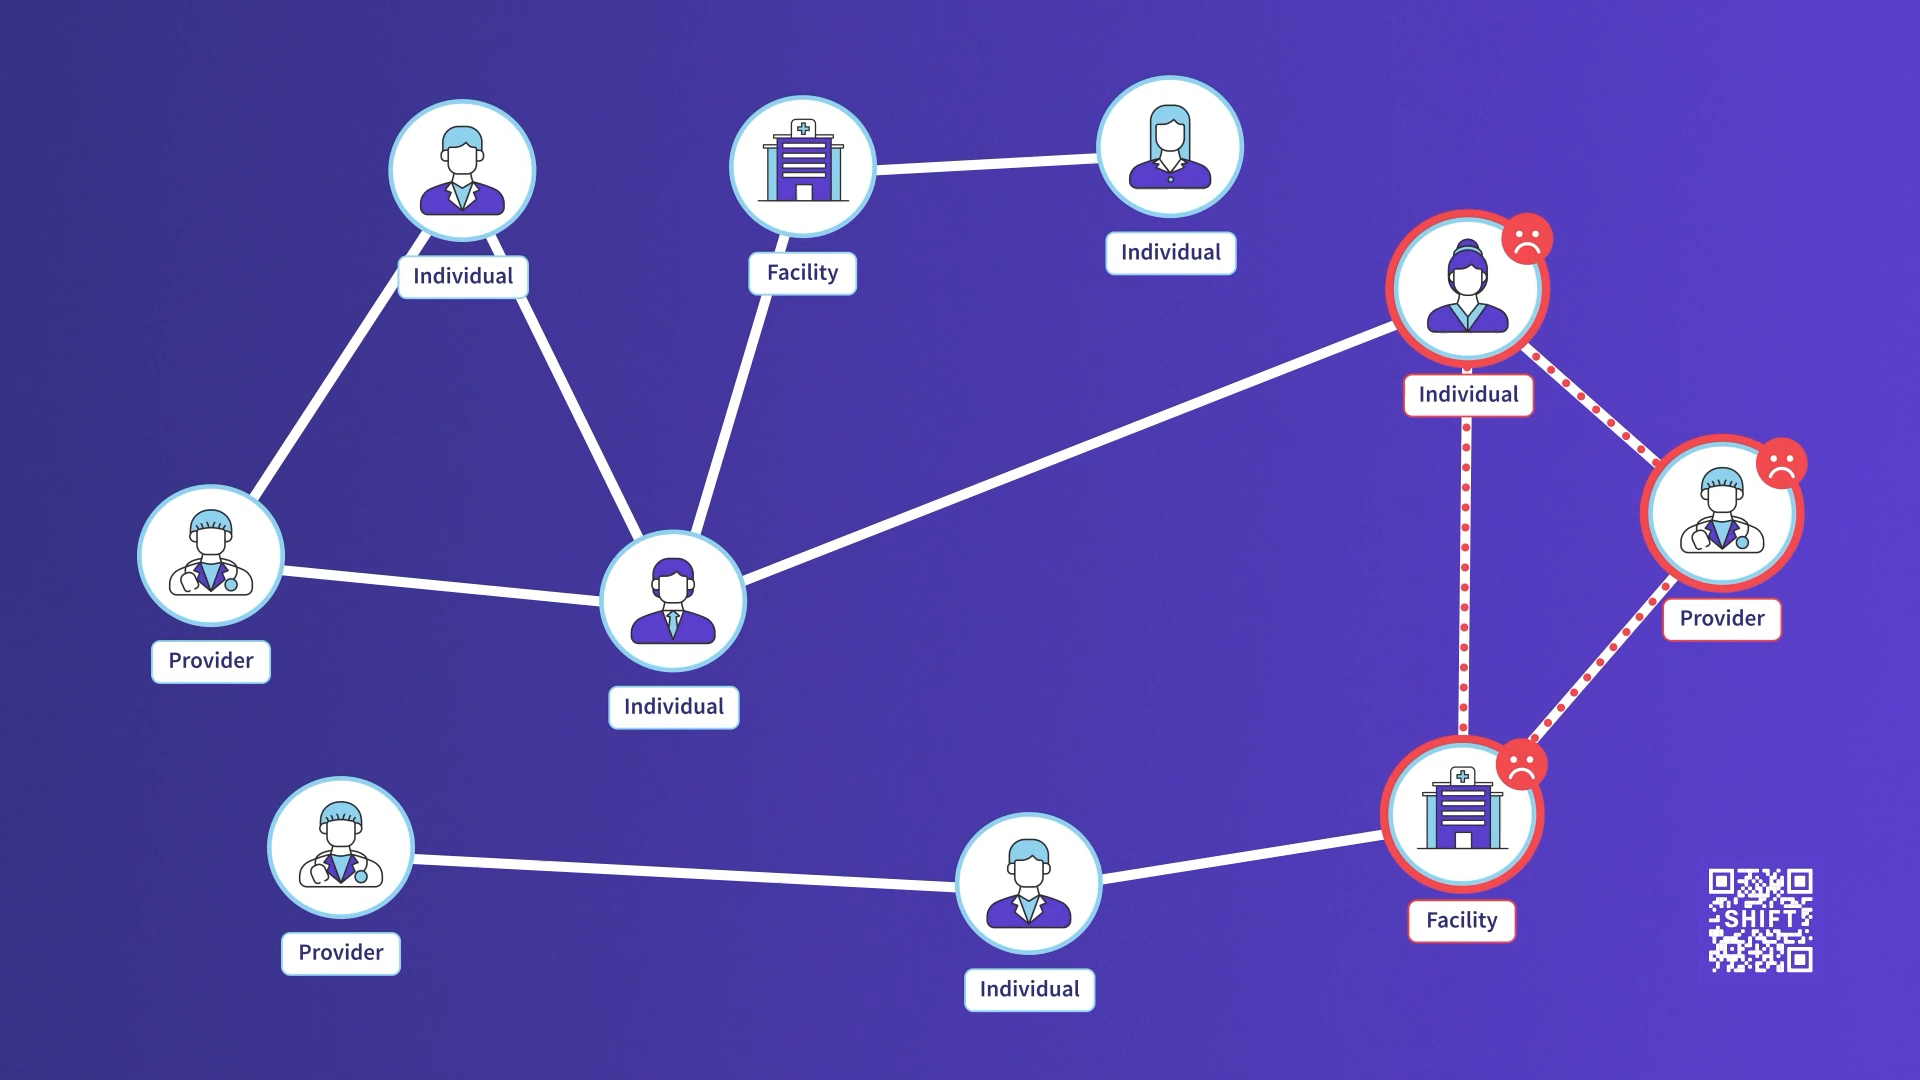 Individual
Facility
Individual
Individual
Provider
Provider
Individual
Facility
Provider
Individual
SHIFT